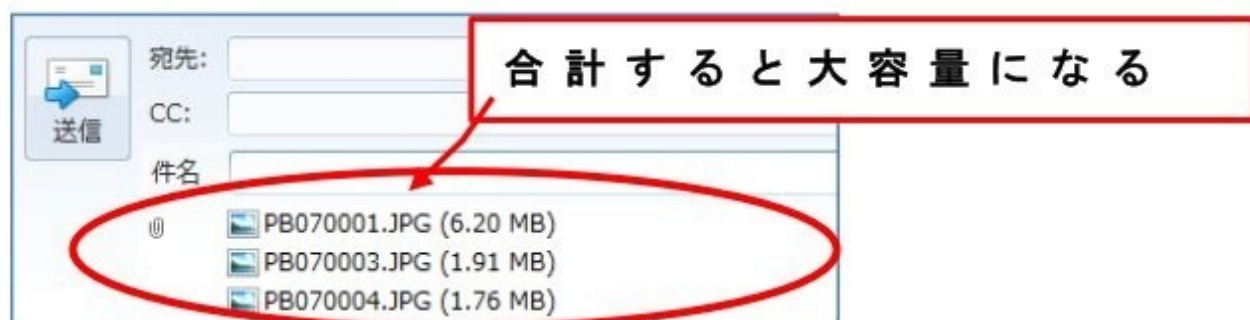 合計すると大容量になる
宛先:
CC:
送信
件名
PB070001.JPG (6.20 MB)
PB070003.JPG (1.91 MB)
PB070004.JPG (1.76 MB)